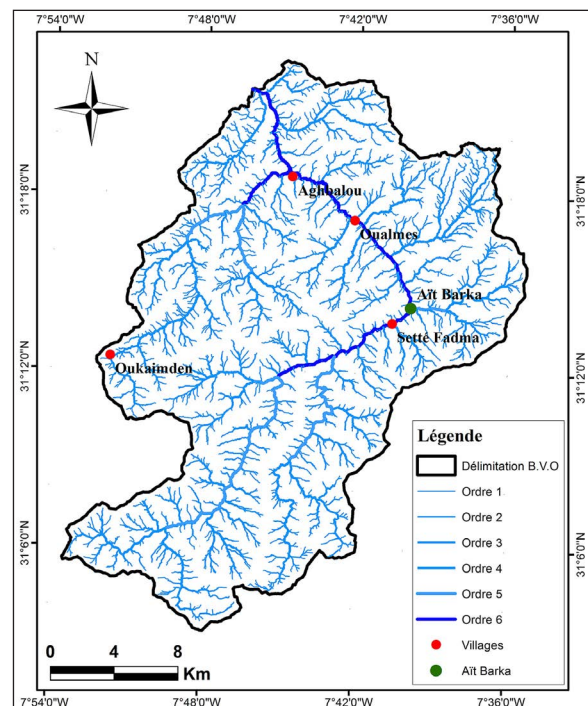 7°54'0"W 7°48'0"W 7°42'0"W 7°36'0"W
N
31°18'0"N 31°18'0"N
Aghbalou
Oualmes
Aït Barka
Setté Fadma
Oukaimden
31°12'0"N 31°12'0"N
Légende
Délimitation B.V.O
Ordre 1
Ordre 2
Ordre 3
Ordre 4
Ordre 5
Ordre 6
Villages
Aït Barka
31°6'0"N 31°6'0"N
0 4 8
Km
7°54'0"W 7°48'0"W 7°42'0"W 7°36'0"W